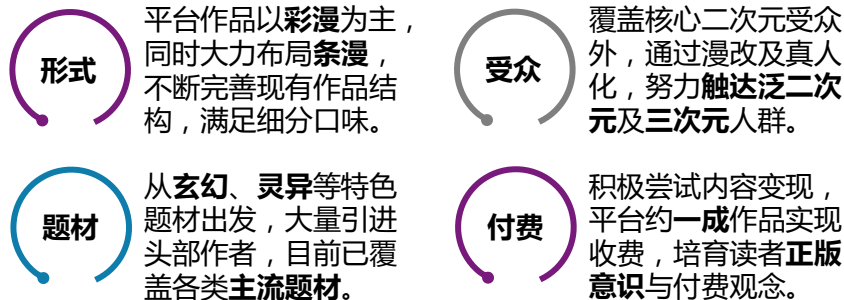 形式
平台作品以彩漫为主，
同时大力布局条漫，
不断完善现有作品结
构，满足细分口味。
受众
覆盖核心二次元受众
外，通过漫改及真人
化，努力触达泛二次
元及三次元人群。
题材
从玄幻、灵异等特色
题材出发，大量引进
头部作者，目前已覆
盖各类主流题材。
付费
积极尝试内容变现，
平台约一成作品实现
收费，培育读者正版
意识与付费观念。